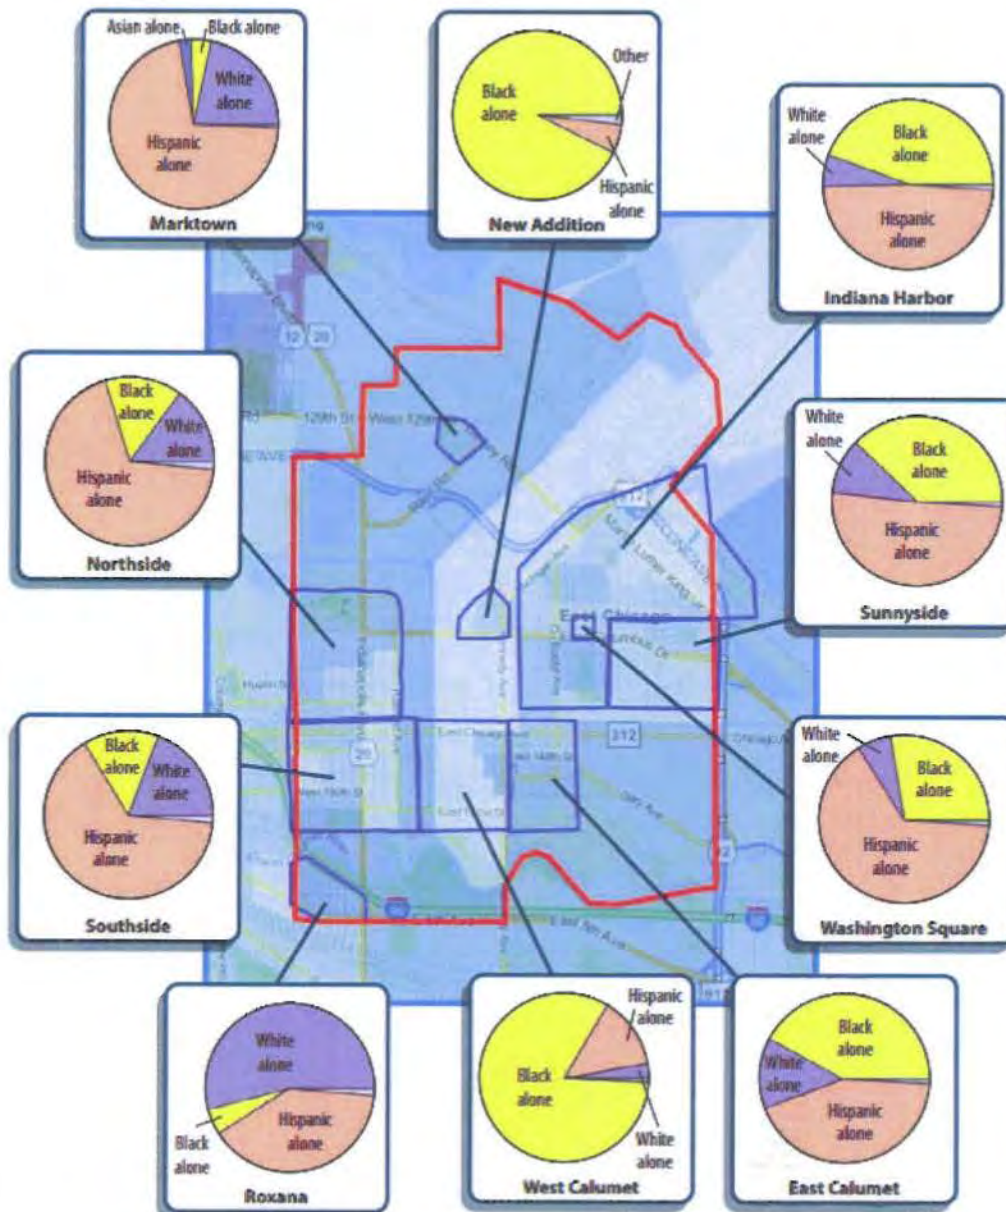 Asian alone
Black alone
White
alone
Hispanic
alone
Marktown
Black
alone
Other
Hispanic
alone
New Addition
White
alone
Black
alone
Hispanic
alone
Indiana Harbor
Black
alone
White
alone
Hispanic
alone
Northside
White
alone
Black
alone
Hispanic
alone
Sunnyside
Black
alone
White
alone
Hispanic
alone
Southside
White
alone
Black
alone
Hispanic
alone
Washington Square
White
alone
Black
alone
Hispanic
alone
Roxana
Hispanic
alone
Black
alone
White
alone
West Calumet
Black
alone
White
alone
Hispanic
alone
East Calumet
12
20
129th St
West 129th
East Chicago
East Chicago Ave
312
20